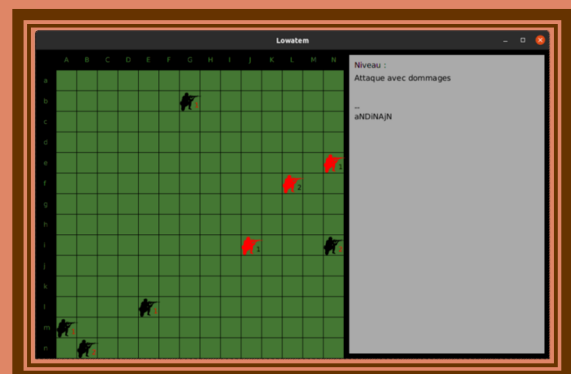 Lowatem
A B C D E F G H I J K L M N
Niveau :
Attaque avec dommages
a
b
c
d
e
f
g
h
i
j
k
l
m
n
1
2
1
...
aNDiNAjN